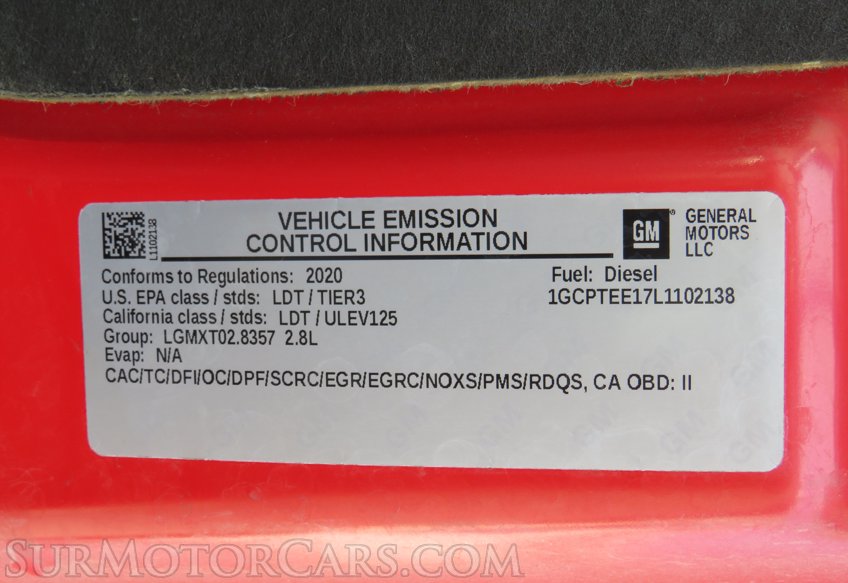 VEHICLE EMISSION
CONTROL INFORMATION
L1102138
GM
®
GENERAL
MOTORS
LLC
Conforms to Regulations: 2020
Fuel: Diesel
U.S. EPA class / stds: LDT / TIER3
1GCPTEE17L1102138
California class / stds: LDT / ULEV125
Group: LGMXT02.8357 2.8L
Evap: N/A
CAC/TC/DFI/OC/DPF/SCRC/EGR/EGRC/NOXS/PMS/RDQS, CA OBD: II
SurMotorCars.com